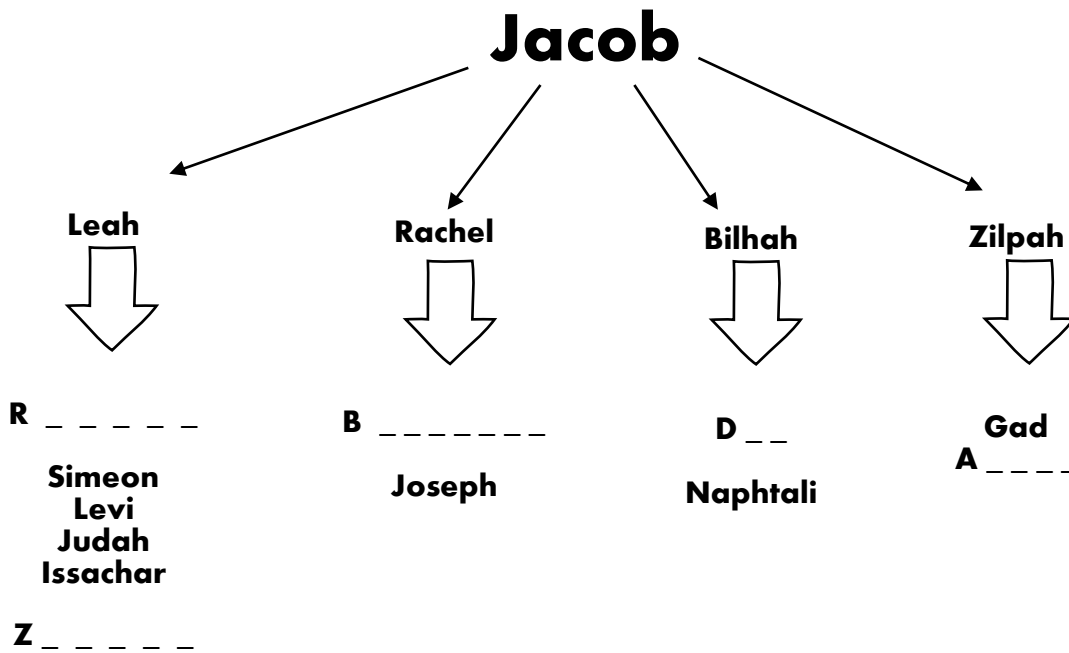 Jacob
Leah
Rachel
Bilhah
Zilpah
R _ _ _ _ _
Simeon
Levi
Judah
Issachar
Z _ _ _ _ _
B _ _ _ _ _ _ _
Joseph
D _ _
Naphtali
Gad
A _ _ _ _